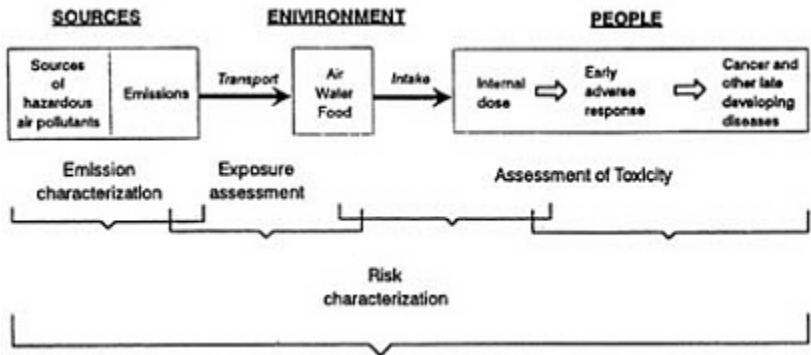 SOURCES
ENIVIRONMENT
PEOPLE
Sources
of
hazardous
air pollutants
Emissions
Transport
Air
Water
Food
Intake
Internal
dose
Early
adverse
response
Cancer and
other late
developing
diseases
Emission
characterization
Exposure
assessment
Assessment of Toxicity
Risk
characterization